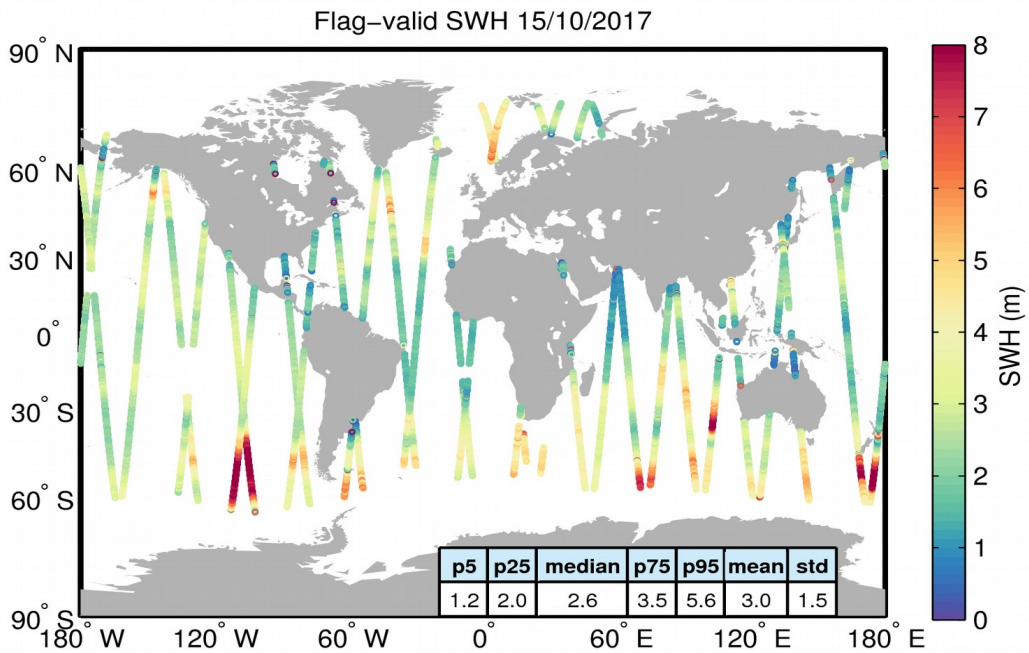 Flag−valid SWH 15/10/2017
90° N
60° N
30° N
0°
30° S
60° S
90° S
180° W
120° W
60° W
0°
60° E
120° E
180° E
p5 p25 median p75 p95 mean std
1.2 2.0 2.6 3.5 5.6 3.0 1.5
8
7
6
5
4
3
2
1
0
SWH (m)